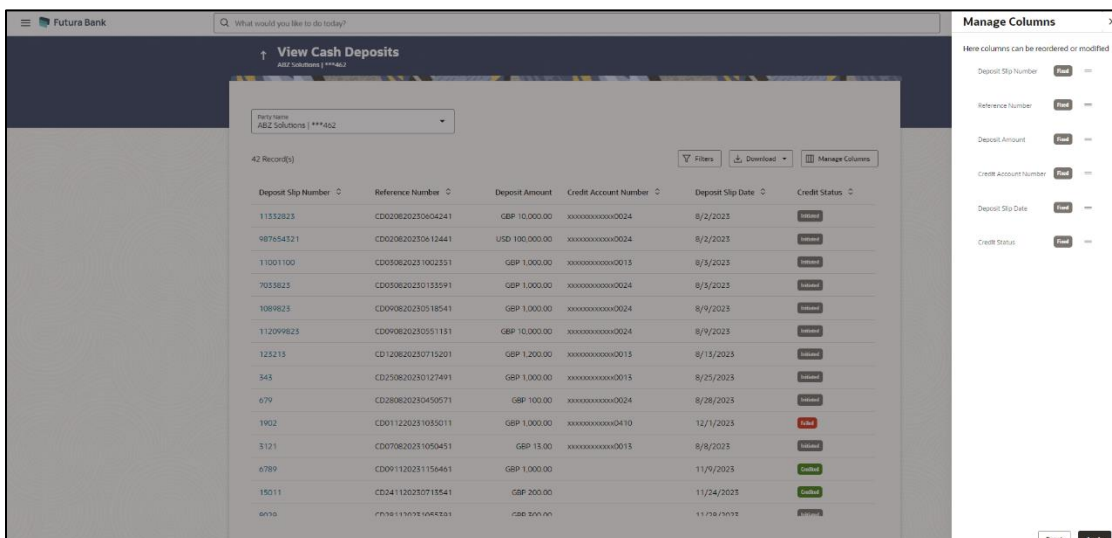 Futura Bank
What would you like to do today?
Manage Columns
View Cash Deposits
ABZ Solutions | ***462
Here columns can be reordered or modified
Deposit Slip Number Fixed
Reference Number Fixed
Deposit Amount Fixed
Credit Account Number Fixed
Deposit Slip Date Fixed
Credit Status Fixed
Party Name
ABZ Solutions | ***462
42 Record(s)
Filters Download Manage Columns
Deposit Slip Number Reference Number Deposit Amount Credit Account Number Deposit Slip Date Credit Status
11332823 CD020820230604241 GBP 10,000.00 xxxxxxxxxxxx0024 8/2/2023 Initiated
987654321 CD020820230612441 USD 100,000.00 xxxxxxxxxxxx0024 8/2/2023 Initiated
11001100 CD030820231002351 GBP 1,000.00 xxxxxxxxxxxx0013 8/3/2023 Initiated
7033823 CD030820230133591 GBP 1,000.00 xxxxxxxxxxxx0024 8/3/2023 Initiated
1089823 CD090820230518541 GBP 1,000.00 xxxxxxxxxxxx0024 8/9/2023 Initiated
112099823 CD090820230551131 GBP 10,000.00 xxxxxxxxxxxx0024 8/9/2023 Initiated
123213 CD120820230715201 GBP 1,200.00 xxxxxxxxxxxx0013 8/13/2023 Initiated
343 CD250820230127491 GBP 1,000.00 xxxxxxxxxxxx0013 8/25/2023 Initiated
679 CD280820230450571 GBP 100.00 xxxxxxxxxxxx0024 8/28/2023 Initiated
1902 CD011220231035011 GBP 1,000.00 xxxxxxxxxxxx0410 12/1/2023 Failed
3121 CD070820231050451 GBP 13.00 xxxxxxxxxxxx0013 8/8/2023 Initiated
6789 CD091120231156461 GBP 1,000.00 11/9/2023 Credited
15011 CD241120230713541 GBP 200.00 11/24/2023 Credited
9029 GBP 300.00 11/28/2023 Initiated